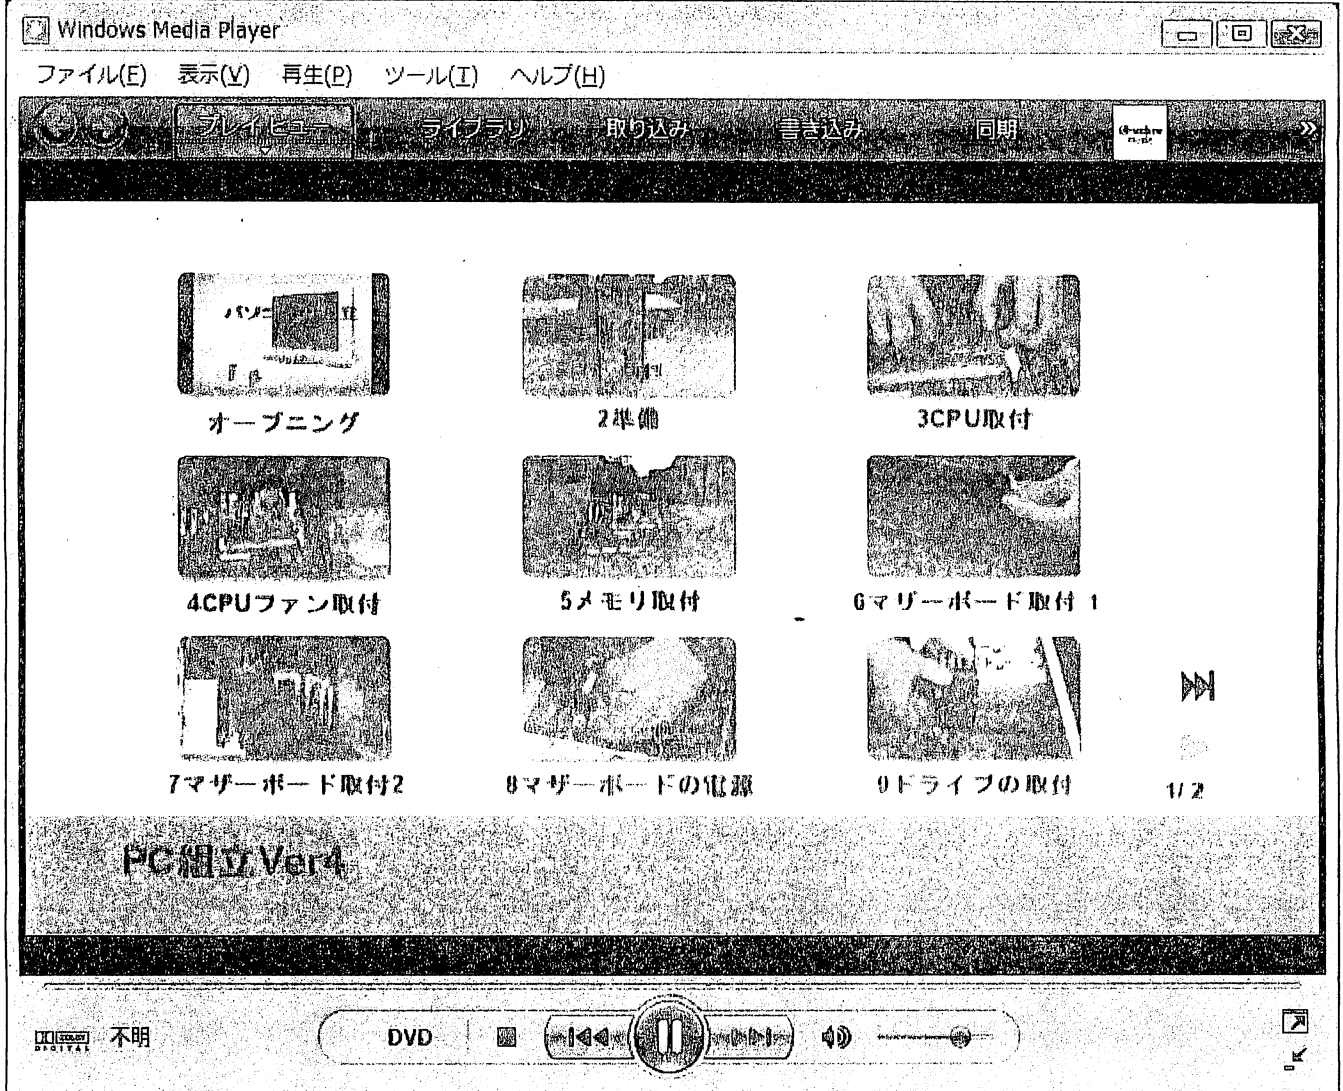 Windows Media Player
ファイル(F) 表示(V) 再生(P) ツール(T) ヘルプ(H)
プレイ ビュー ライブラリ 取り込み 書き込み 同期
オープニング 2準備 3CPU取付
4CPUファン取付 5メモリ取付 6マザーボード取付 1
7マザーボード取付2 8マザーボードの電源 9ドライブの取付
1/2
PC組立Ver4
DOLBY DIGITAL 不明 DVD